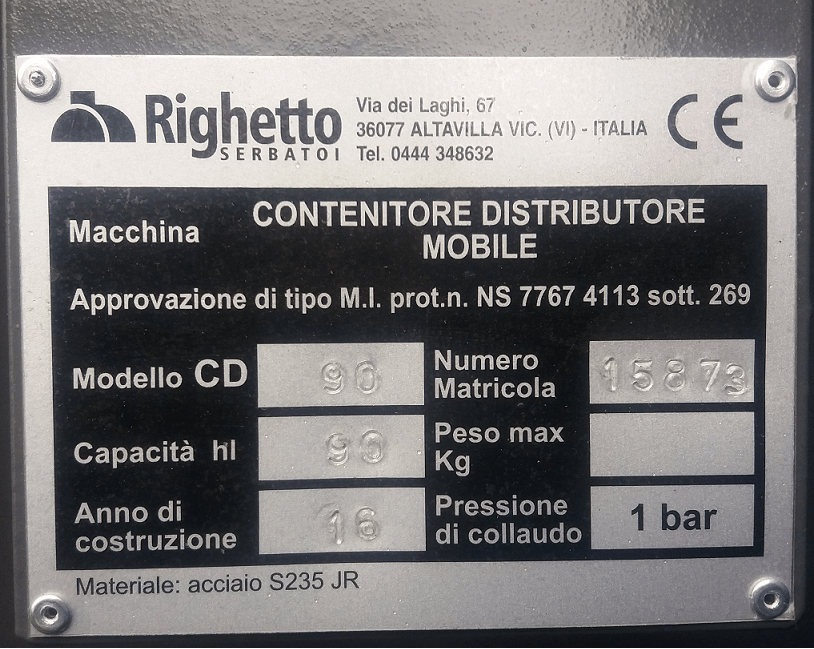 Righetto
SERBATOI
Via dei Laghi, 67
36077 ALTAVILLA VIC. (VI) - ITALIA
Tel. 0444 348632
CE
Macchina CONTENITORE DISTRIBUTORE
MOBILE
Approvazione di tipo M.I. prot.n. NS 7767 4113 sott. 269
Modello CD 90
Numero
Matricola 15873
Capacità hl 90
Peso max
Kg
Anno di
costruzione 16
Pressione
di collaudo 1 bar
Materiale: acciaio S235 JR